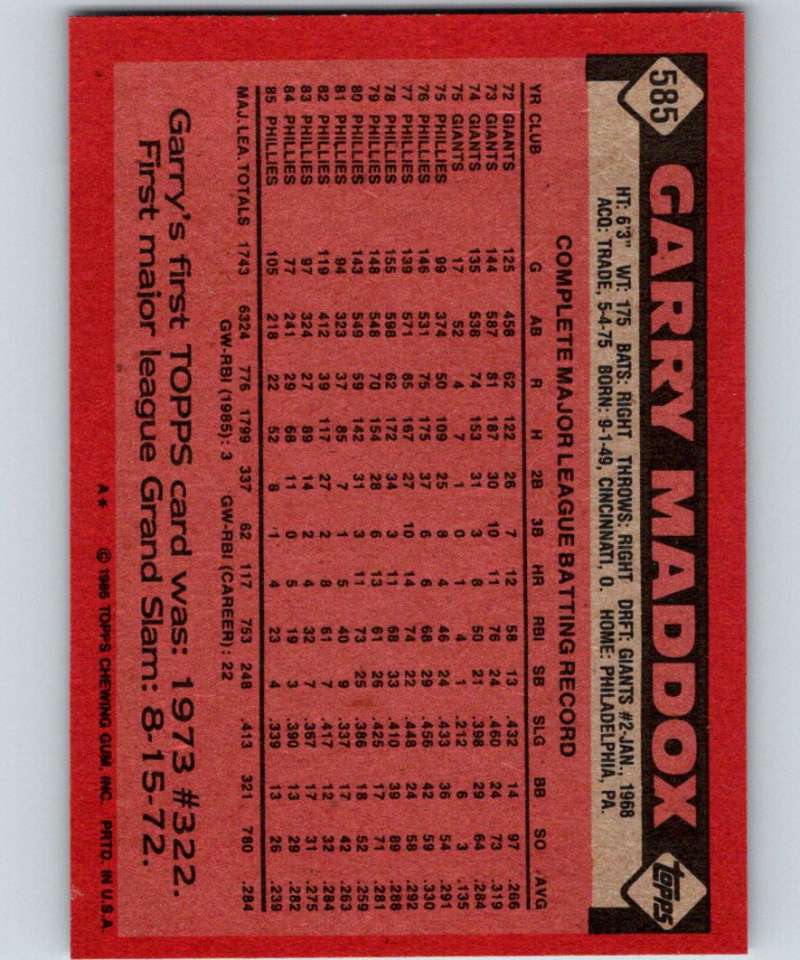 585 GARRY MADDOX TOPPS
HT: 6'3" WT: 175 BATS: RIGHT THROWS: RIGHT DRFT: GIANTS #2-JAN., 1968
ACQ: TRADE, 5-4-75 BORN: 9-1-49, CINCINNATI, O. HOME: PHILADELPHIA, PA.
COMPLETE MAJOR LEAGUE BATTING RECORD
YR CLUB G AB R H 2B 3B HR RBI SB SLG BB SO AVG
72 GIANTS 125 458 62 122 26 7 12 58 13 .432 14 97 .266
73 GIANTS 144 587 81 187 30 10 11 76 24 .460 24 73 .319
74 GIANTS 135 538 74 153 31 3 8 50 21 .398 29 64 .284
75 GIANTS 17 52 4 7 1 0 1 4 1 .212 6 3 .135
75 PHILLIES 99 374 50 109 25 8 4 46 24 .433 36 54 .291
76 PHILLIES 146 531 75 175 37 6 6 68 29 .456 42 59 .330
77 PHILLIES 139 571 85 167 27 10 14 74 22 .448 24 58 .292
78 PHILLIES 155 598 62 172 34 3 11 68 33 .410 39 89 .288
79 PHILLIES 148 548 70 154 28 6 13 61 26 .425 17 71 .281
80 PHILLIES 143 549 59 142 31 3 11 73 25 .386 18 52 .259
81 PHILLIES 94 323 37 85 7 1 5 40 9 .337 17 42 .263
82 PHILLIES 119 412 39 117 27 2 8 61 7 .417 12 32 .284
83 PHILLIES 97 324 27 89 14 2 4 32 7 .367 17 31 .275
84 PHILLIES 77 241 29 68 11 0 5 19 3 .390 13 29 .282
85 PHILLIES 105 218 22 52 8 1 4 23 4 .339 13 26 .239
MAJ. LEA. TOTALS 1743 6324 776 1799 337 62 117 753 248 .413 321 780 .284
GW-RBI (1985): 3 GW-RBI (CAREER): 22
Garry's first TOPPS card was: 1973 #322.
First major league Grand Slam: 8-15-72.
A* © 1986 TOPPS CHEWING GUM, INC. PRTD. IN U.S.A.